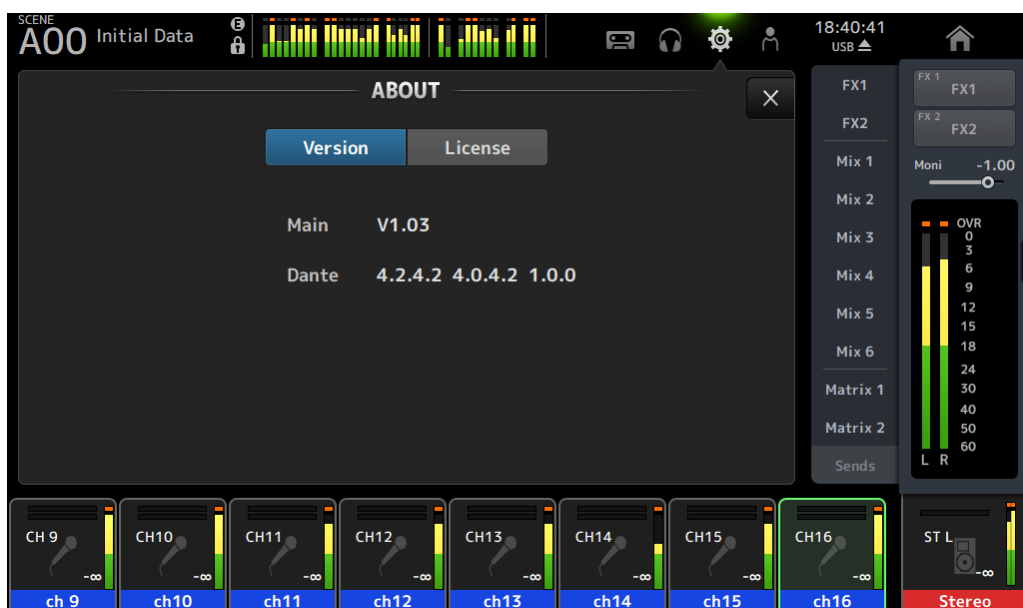 SCENE
A00 Initial Data
E
18:40:41
USB
ABOUT
Version License
Main V1.03
Dante 4.2.4.2 4.0.4.2 1.0.0
FX1
FX2
Mix 1
Mix 2
Mix 3
Mix 4
Mix 5
Mix 6
Matrix 1
Matrix 2
Sends
FX 1
FX1
FX 2
FX2
Moni -1.00
OVR
0
3
6
9
12
15
18
24
30
40
50
60
L R
CH 9 CH10 CH11 CH12 CH13 CH14 CH15 CH16 ST L
-∞ -∞ -∞ -∞ -∞ -∞ -∞ -∞ -∞
ch 9 ch10 ch11 ch12 ch13 ch14 ch15 ch16 Stereo